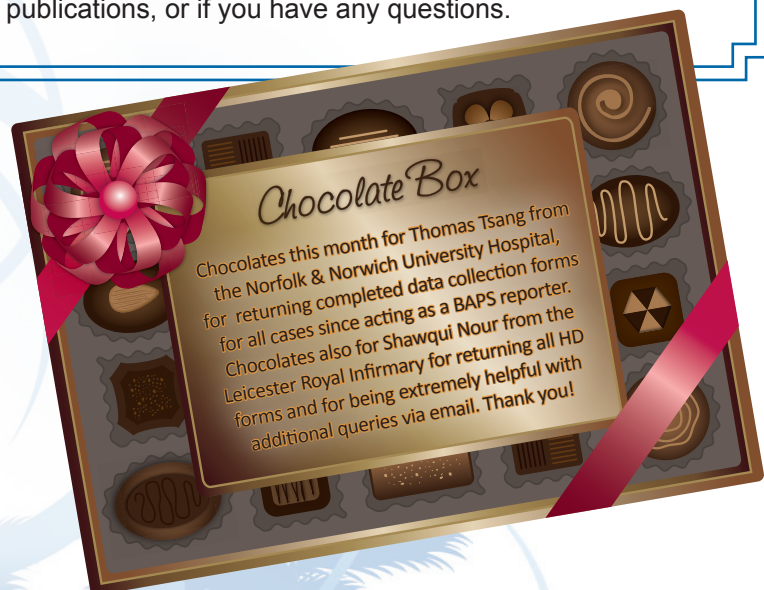 publications, or if you have any questions.
Chocolate Box
Chocolates this month for Thomas Tsang from
the Norfolk & Norwich University Hospital,
for returning completed data collection forms
for all cases since acting as a BAPS reporter.
Chocolates also for Shawqui Nour from the
Leicester Royal Infirmary for returning all HD
forms and for being extremely helpful with
additional queries via email. Thank you!